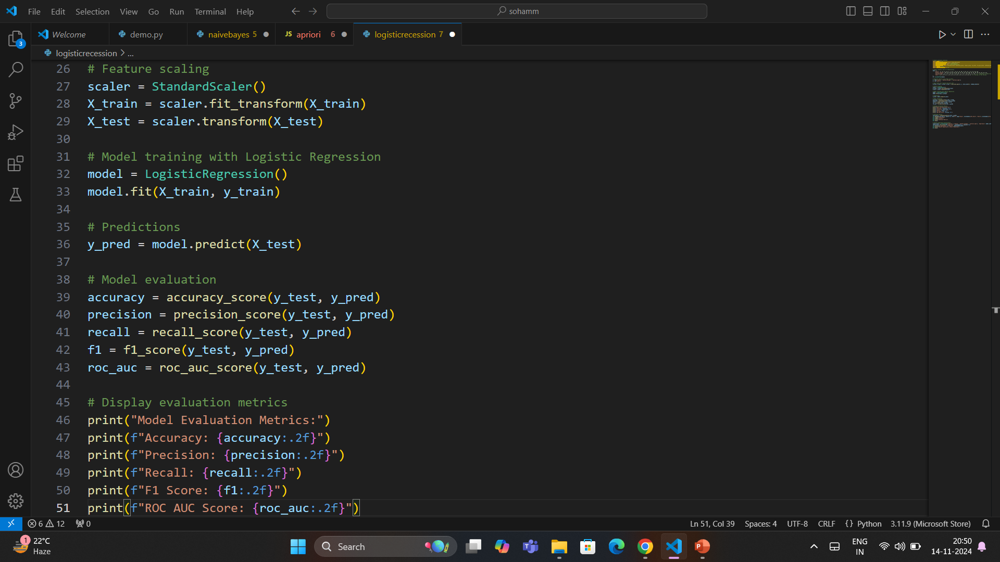 File Edit Selection View Go Run Terminal Help
sohamm
Welcome
demo.py
naivebayes 5
JS apriori 6
logisticrecession 7
3
logisticrecession > ...
26 # Feature scaling
27 scaler = StandardScaler()
28 X_train = scaler.fit_transform(X_train)
29 X_test = scaler.transform(X_test)
30
31 # Model training with Logistic Regression
32 model = LogisticRegression()
33 model.fit(X_train, y_train)
34
35 # Predictions
36 y_pred = model.predict(X_test)
37
38 # Model evaluation
39 accuracy = accuracy_score(y_test, y_pred)
40 precision = precision_score(y_test, y_pred)
41 recall = recall_score(y_test, y_pred)
42 f1 = f1_score(y_test, y_pred)
43 roc_auc = roc_auc_score(y_test, y_pred)
44
45 # Display evaluation metrics
46 print("Model Evaluation Metrics:")
47 print(f"Accuracy: {accuracy:.2f}")
48 print(f"Precision: {precision:.2f}")
49 print(f"Recall: {recall:.2f}")
50 print(f"F1 Score: {f1:.2f}")
51 print(f"ROC AUC Score: {roc_auc:.2f}")
6 12 0
Ln 51, Col 39 Spaces: 4 UTF-8 CRLF {} Python 3.11.9 (Microsoft Store)
1
22°C
Haze
Search
ENG
IN
20:50
14-11-2024